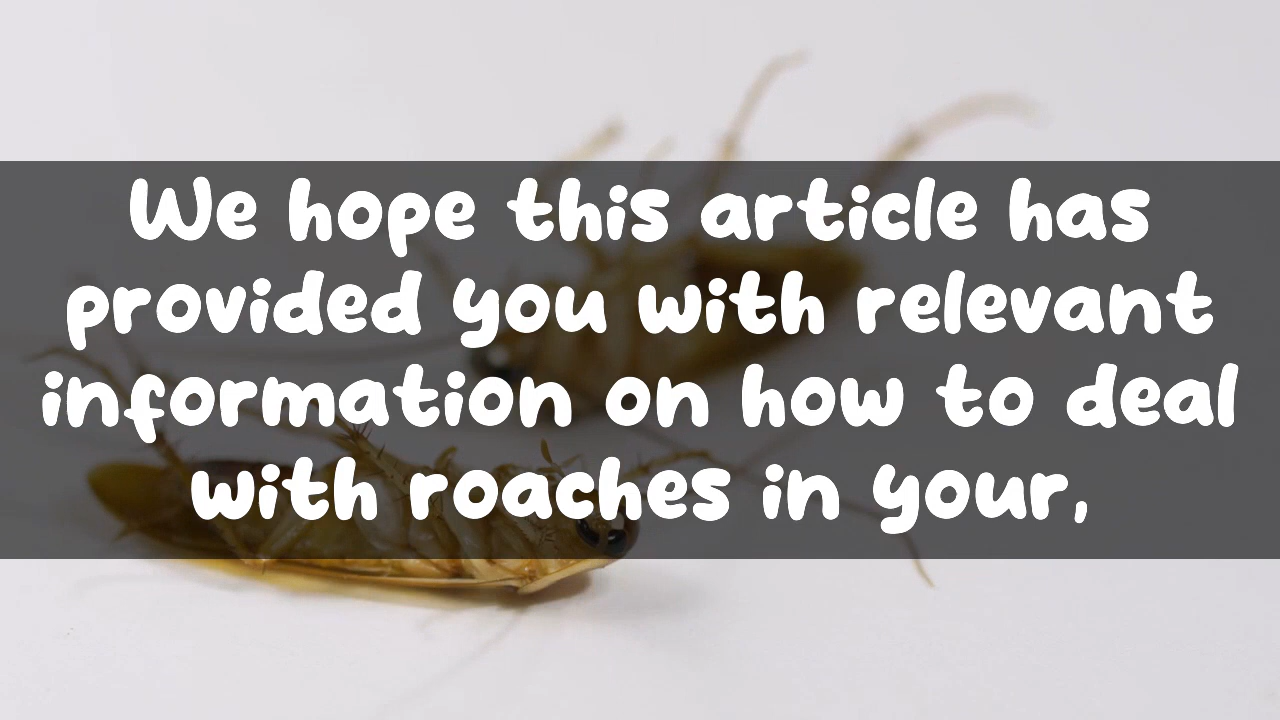 We hope this article has
provided you with relevant
information on how to deal
with roaches in your,